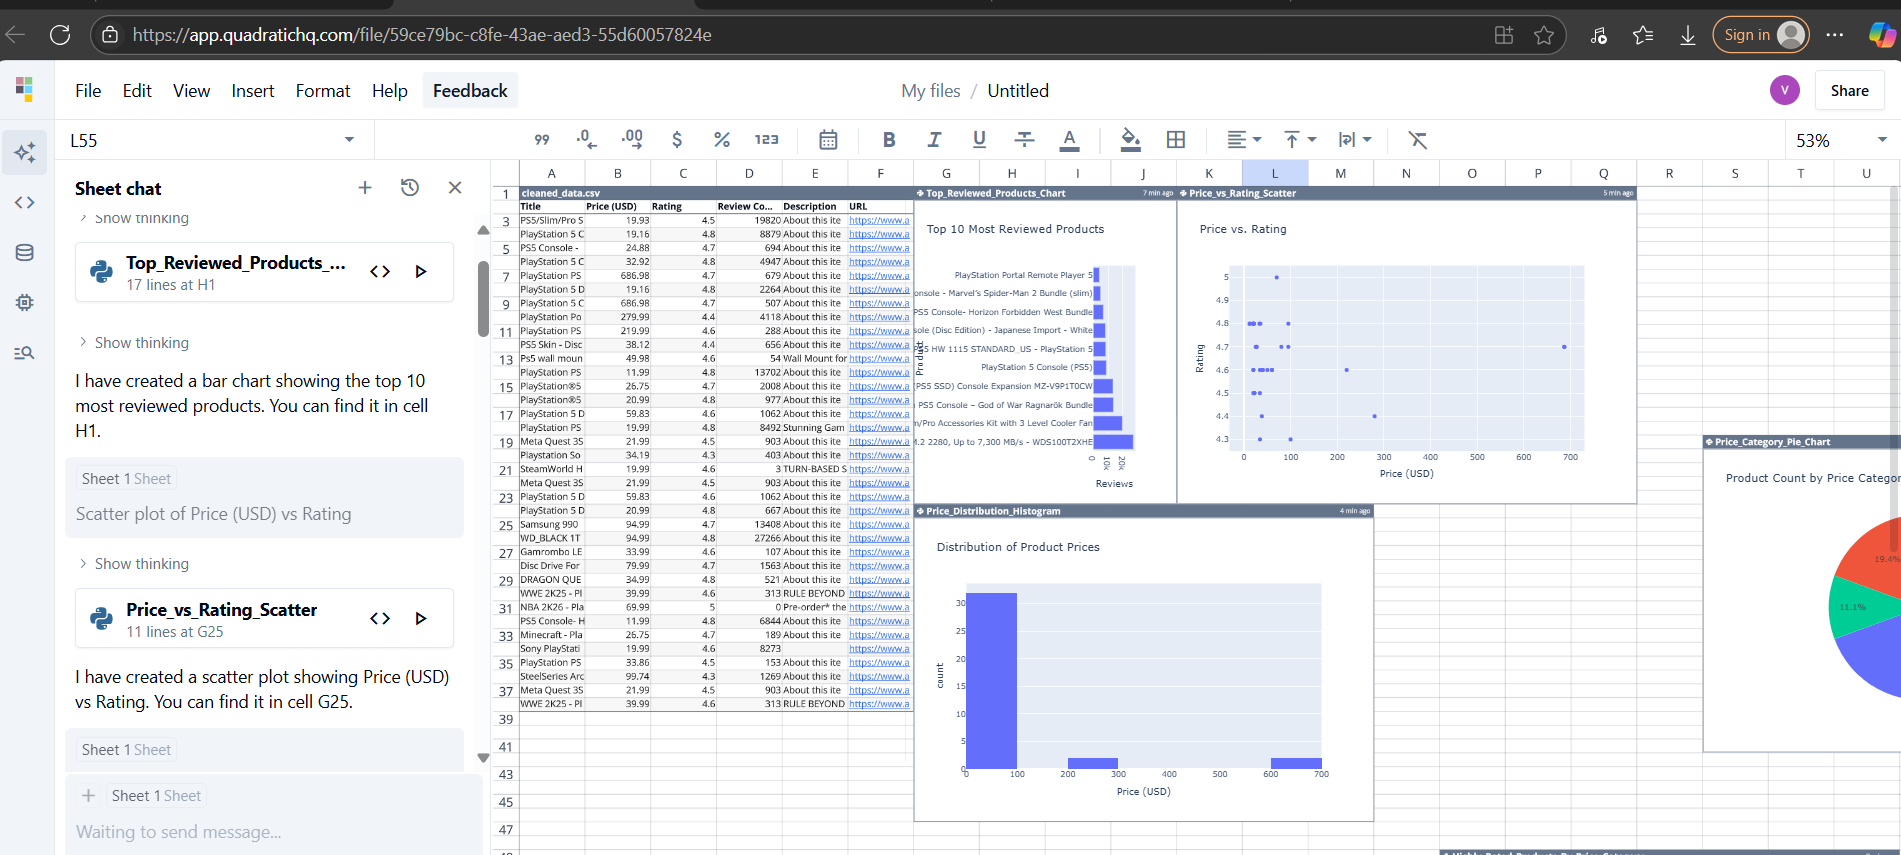 https://app.quadratichq.com/file/59ce79bc-c8fe-43ae-aed3-55d60057824e
Sign in
File Edit View Insert Format Help Feedback
My files / Untitled
V
Share
L55
99 .0 .00 $ % 123 B I U A
53%
Sheet chat
Show thinking
Top_Reviewed_Products_...
17 lines at H1
Show thinking
I have created a bar chart showing the top 10
most reviewed products. You can find it in cell
H1.
Sheet 1 Sheet
Scatter plot of Price (USD) vs Rating
Show thinking
Price_vs_Rating_Scatter
11 lines at G25
I have created a scatter plot showing Price (USD)
vs Rating. You can find it in cell G25.
Sheet 1 Sheet
Sheet 1 Sheet
Waiting to send message...
A B C D E F G H I J K L M N O P Q R S T U
1 cleaned_data.csv
Title Price (USD) Rating Review Co... Description URL
3 PS5/Slim/Pro S 19.93 4.5 19820 About this ite https://www.a
PlayStation 5 C 19.16 4.8 8879 About this ite https://www.a
5 PS5 Console - 24.88 4.7 694 About this ite https://www.a
PlayStation 5 C 32.92 4.8 4947 About this ite https://www.a
7 PlayStation PS 686.98 4.7 679 About this ite https://www.a
PlayStation 5 D 19.16 4.8 2264 About this ite https://www.a
9 PlayStation 5 C 686.98 4.7 507 About this ite https://www.a
PlayStation Po 279.99 4.4 4118 About this ite https://www.a
11 PlayStation PS 219.99 4.6 288 About this ite https://www.a
PS5 Skin - Disc 38.12 4.4 656 About this ite https://www.a
13 Ps5 wall moun 49.98 4.6 54 Wall Mount for https://www.a
PlayStation PS 11.99 4.8 13702 About this ite https://www.a
15 PlayStation®5 26.75 4.7 2008 About this ite https://www.a
PlayStation®5 20.99 4.8 977 About this ite https://www.a
17 PlayStation 5 D 59.83 4.6 1062 About this ite https://www.a
PlayStation PS 19.99 4.8 8492 Stunning Gam https://www.a
19 Meta Quest 3S 21.99 4.5 903 About this ite https://www.a
Playstation So 34.19 4.3 403 About this ite https://www.a
21 SteamWorld H 19.99 4.6 3 TURN-BASED S https://www.a
Meta Quest 3S 21.99 4.5 903 About this ite https://www.a
23 PlayStation 5 D 59.83 4.6 1062 About this ite https://www.a
PlayStation 5 D 20.99 4.8 667 About this ite https://www.a
25 Samsung 990 94.99 4.7 13408 About this ite https://www.a
WD_BLACK 1T 94.99 4.8 27266 About this ite https://www.a
27 Gamrombo LE 33.99 4.6 107 About this ite https://www.a
Disc Drive For 79.99 4.7 1563 About this ite https://www.a
29 DRAGON QUE 34.99 4.8 521 About this ite https://www.a
WWE 2K25 - Pl 39.99 4.6 313 RULE BEYOND https://www.a
31 NBA 2K26 - Pla 69.99 5 0 Pre-order* the https://www.a
PS5 Console- H 11.99 4.8 6844 About this ite https://www.a
33 Minecraft - Pla 26.75 4.7 189 About this ite https://www.a
Sony PlayStati 19.99 4.6 8273 https://www.a
35 PlayStation PS 33.86 4.5 153 About this ite https://www.a
SteelSeries Arc 99.74 4.3 1269 About this ite https://www.a
37 Meta Quest 3S 21.99 4.5 903 About this ite https://www.a
WWE 2K25 - Pl 39.99 4.6 313 RULE BEYOND https://www.a
39
41
43
45
47
Top_Reviewed_Products_Chart 7 min ago
Top 10 Most Reviewed Products
PlayStation Portal Remote Player 5
onsole - Marvel's Spider-Man 2 Bundle (slim)
PS5 Console- Horizon Forbidden West Bundle
sole (Disc Edition) - Japanese Import - White
HW 1115 STANDARD_US - PlayStation 5
PlayStation 5 Console (PS5)
(PS5 SSD) Console Expansion MZ-V9P1T0CW
PS5 Console – God of War Ragnarök Bundle
m/Pro Accessories Kit with 3 Level Cooler Fan
2280, Up to 7,300 MB/s - WDS100T2XHE
Product
0 10k 20k
Reviews
Price_vs_Rating_Scatter 5 min ago
Price vs. Rating
5
4.9
4.8
4.7
4.6
4.5
4.4
4.3
Rating
0 100 200 300 400 500 600 700
Price (USD)
Price_Distribution_Histogram 4 min ago
Distribution of Product Prices
30
25
20
15
10
5
0
count
0 100 200 300 400 500 600 700
Price (USD)
Price_Category_Pie_Chart
Product Count by Price Categor
19.4%
11.1%